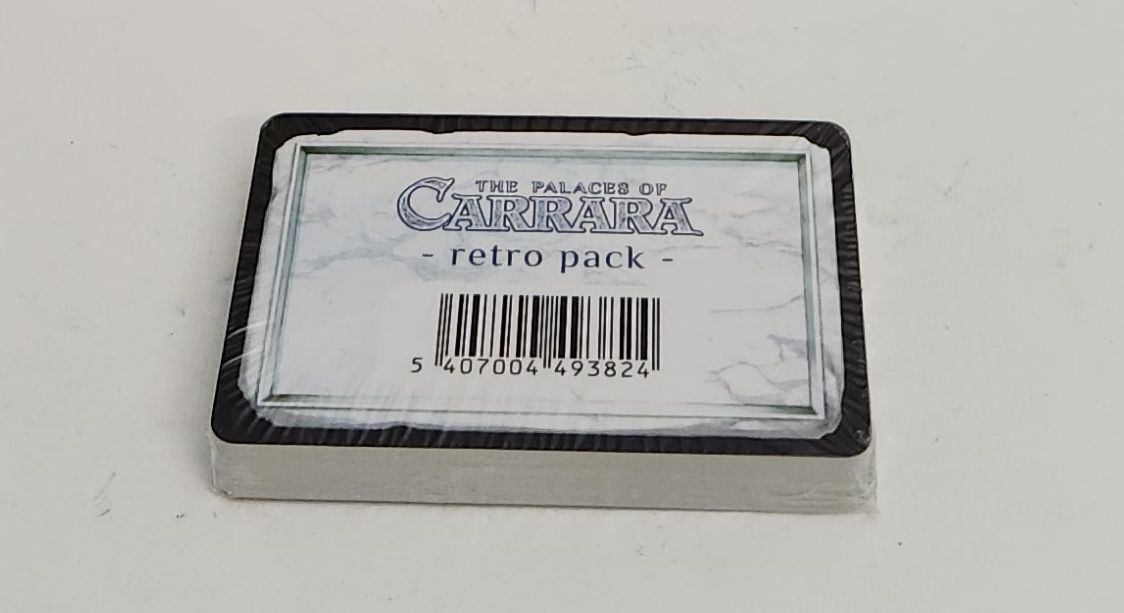 THE PALACES OF
CARRARA
- retro pack -
5 407004 493824